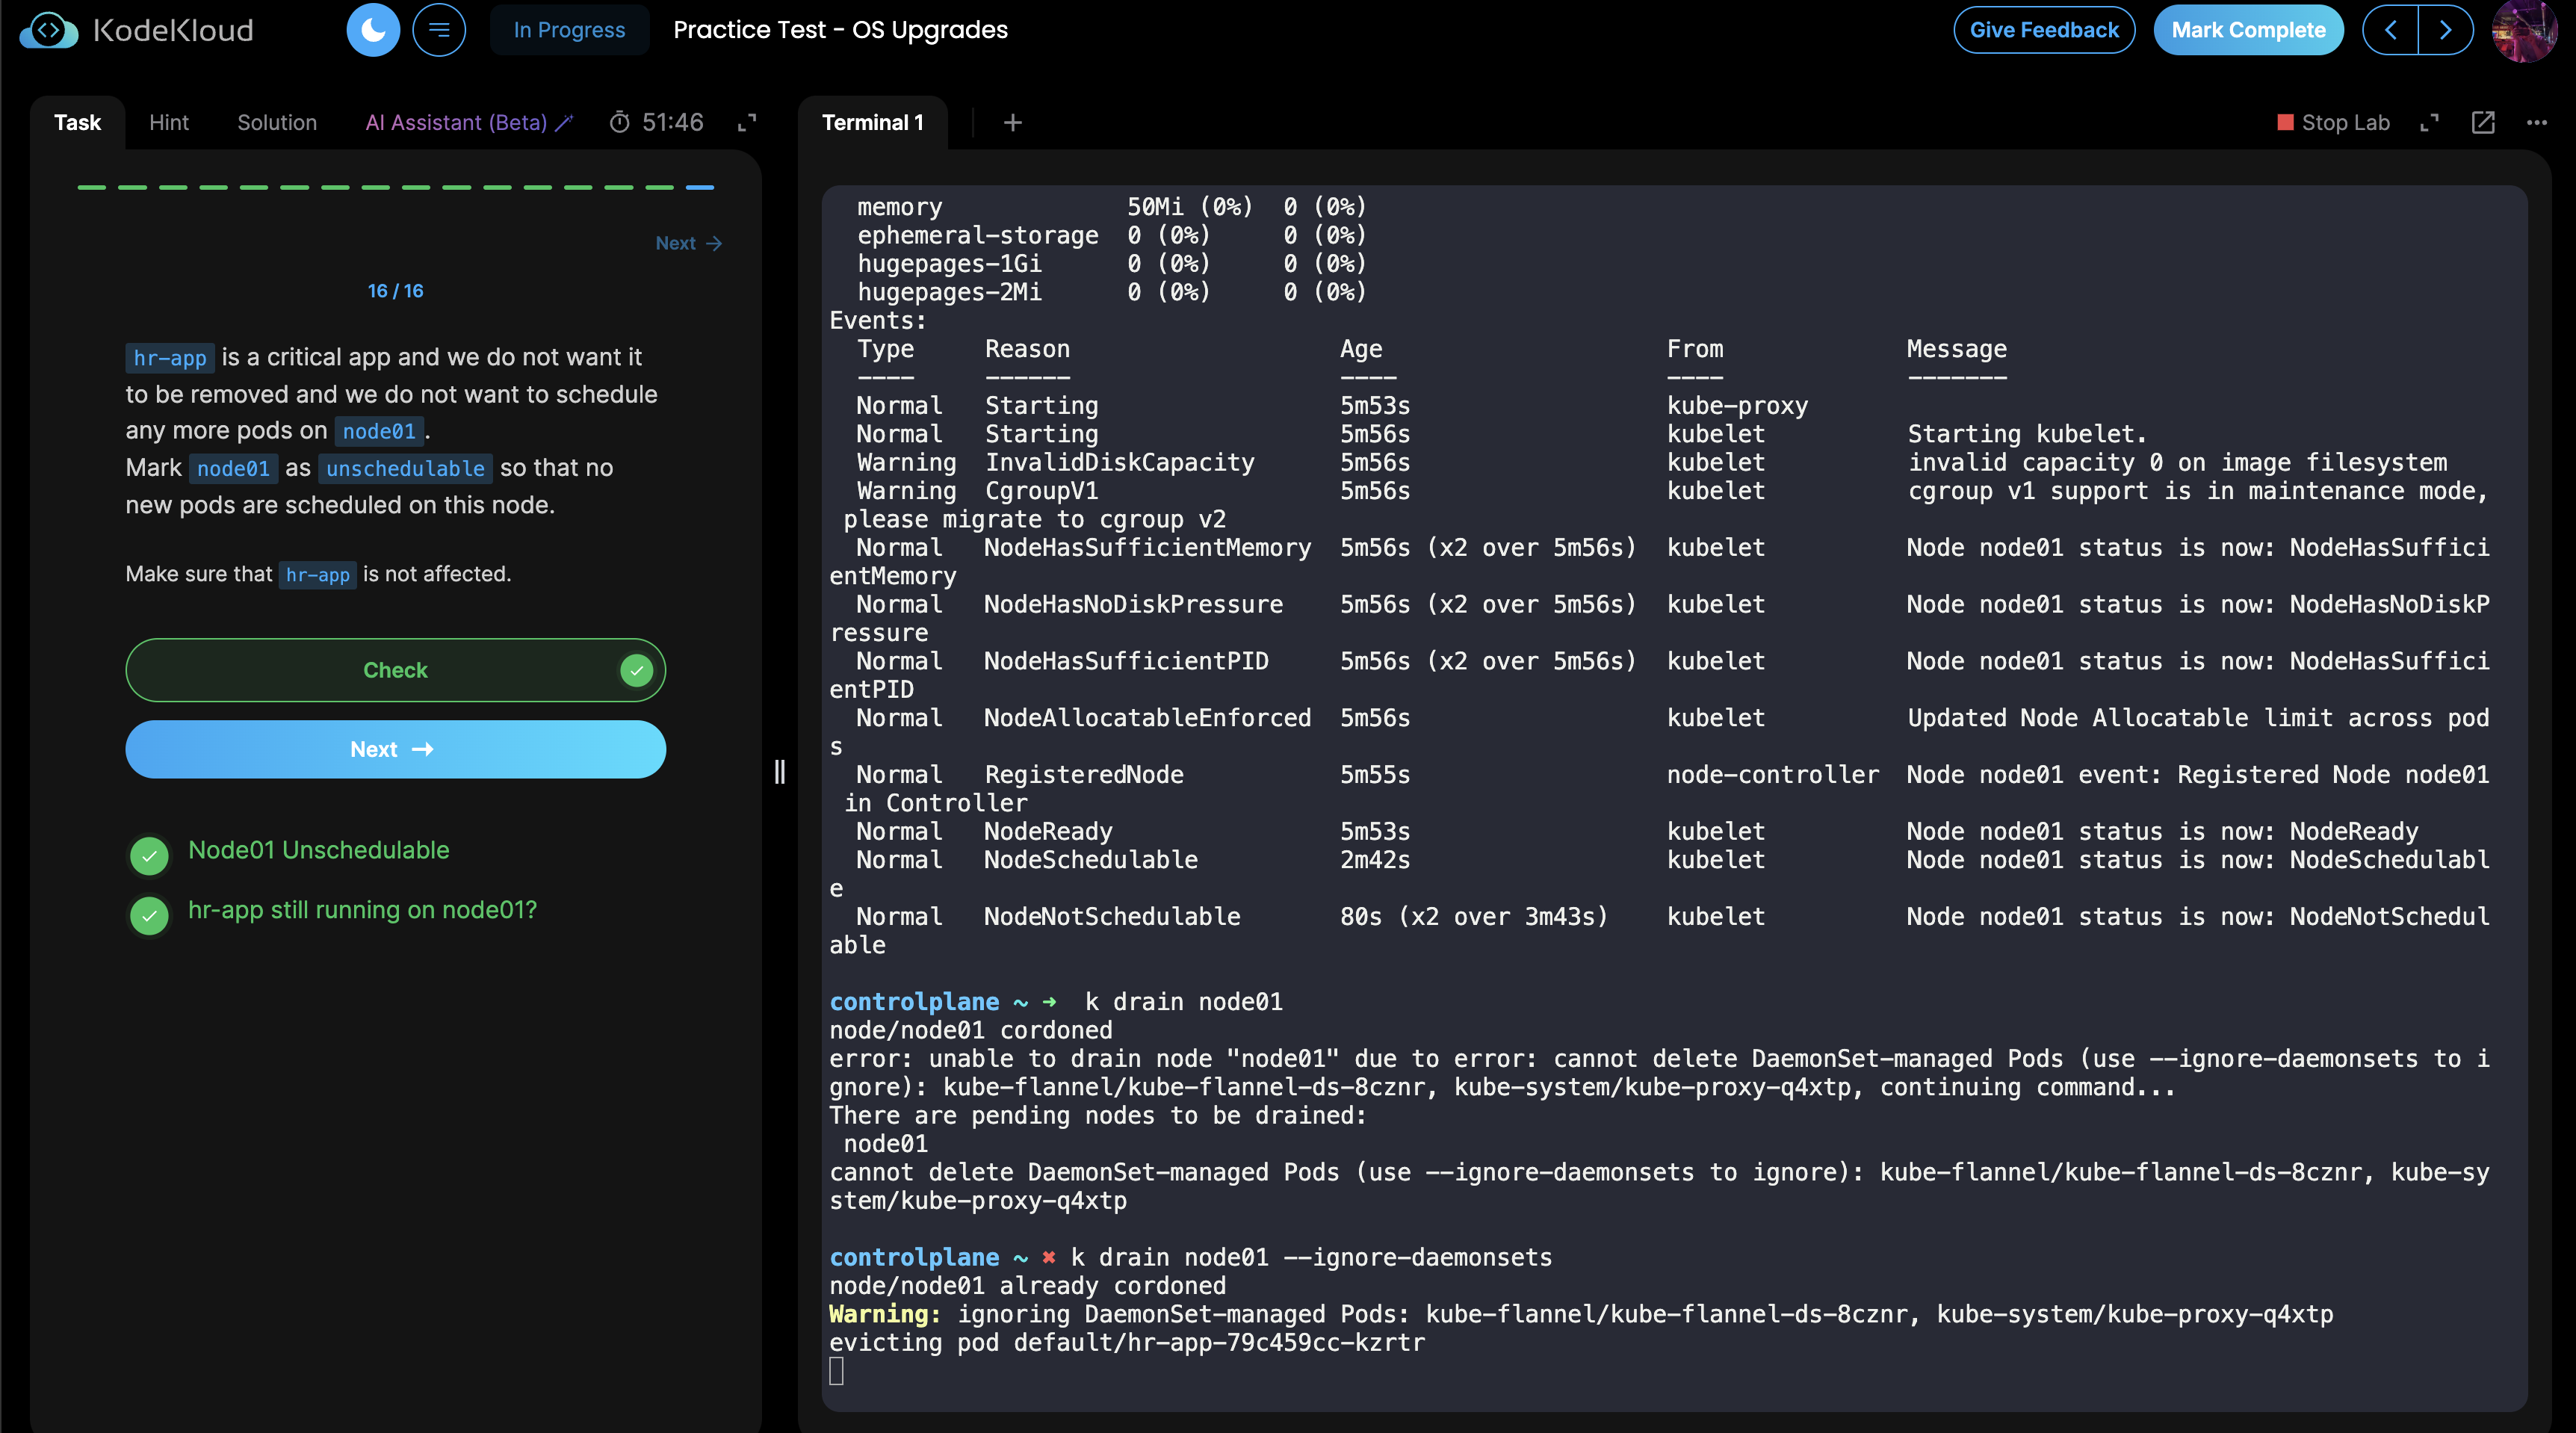 KodeKloud
In Progress
Practice Test - OS Upgrades
Give Feedback
Mark Complete
Task
Hint
Solution
AI Assistant (Beta)
51:46
Next →
16 / 16
hr-app is a critical app and we do not want it
to be removed and we do not want to schedule
any more pods on node01.
Mark node01 as unschedulable so that no
new pods are scheduled on this node.
Make sure that hr-app is not affected.
Check
Next →
Node01 Unschedulable
hr-app still running on node01?
Terminal 1
+
Stop Lab
memory 50Mi (0%) 0 (0%)
ephemeral-storage 0 (0%) 0 (0%)
hugepages-1Gi 0 (0%) 0 (0%)
hugepages-2Mi 0 (0%) 0 (0%)
Events:
Type Reason Age From Message
---- ------ ---- ---- -------
Normal Starting 5m53s kube-proxy
Normal Starting 5m56s kubelet Starting kubelet.
Warning InvalidDiskCapacity 5m56s kubelet invalid capacity 0 on image filesystem
Warning CgroupV1 5m56s kubelet cgroup v1 support is in maintenance mode,
please migrate to cgroup v2
Normal NodeHasSufficientMemory 5m56s (x2 over 5m56s) kubelet Node node01 status is now: NodeHasSuffici
entMemory
Normal NodeHasNoDiskPressure 5m56s (x2 over 5m56s) kubelet Node node01 status is now: NodeHasNoDiskP
ressure
Normal NodeHasSufficientPID 5m56s (x2 over 5m56s) kubelet Node node01 status is now: NodeHasSuffici
entPID
Normal NodeAllocatableEnforced 5m56s kubelet Updated Node Allocatable limit across pod
s
Normal RegisteredNode 5m55s node-controller Node node01 event: Registered Node node01
in Controller
Normal NodeReady 5m53s kubelet Node node01 status is now: NodeReady
Normal NodeSchedulable 2m42s kubelet Node node01 status is now: NodeSchedulabl
e
Normal NodeNotSchedulable 80s (x2 over 3m43s) kubelet Node node01 status is now: NodeNotSchedul
able
controlplane ~ ➜ k drain node01
node/node01 cordoned
error: unable to drain node "node01" due to error: cannot delete DaemonSet-managed Pods (use --ignore-daemonsets to i
gnore): kube-flannel/kube-flannel-ds-8cznr, kube-system/kube-proxy-q4xtp, continuing command...
There are pending nodes to be drained:
node01
cannot delete DaemonSet-managed Pods (use --ignore-daemonsets to ignore): kube-flannel/kube-flannel-ds-8cznr, kube-sy
stem/kube-proxy-q4xtp
controlplane ~ ✖ k drain node01 --ignore-daemonsets
node/node01 already cordoned
Warning: ignoring DaemonSet-managed Pods: kube-flannel/kube-flannel-ds-8cznr, kube-system/kube-proxy-q4xtp
evicting pod default/hr-app-79c459cc-kzrtr